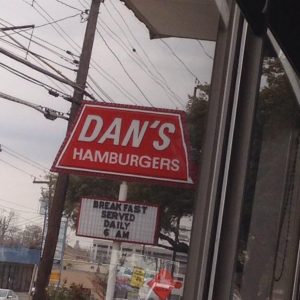 DAN'S
HAMBURGERS
BREAKFAST
SERVED
DAILY
6 AM